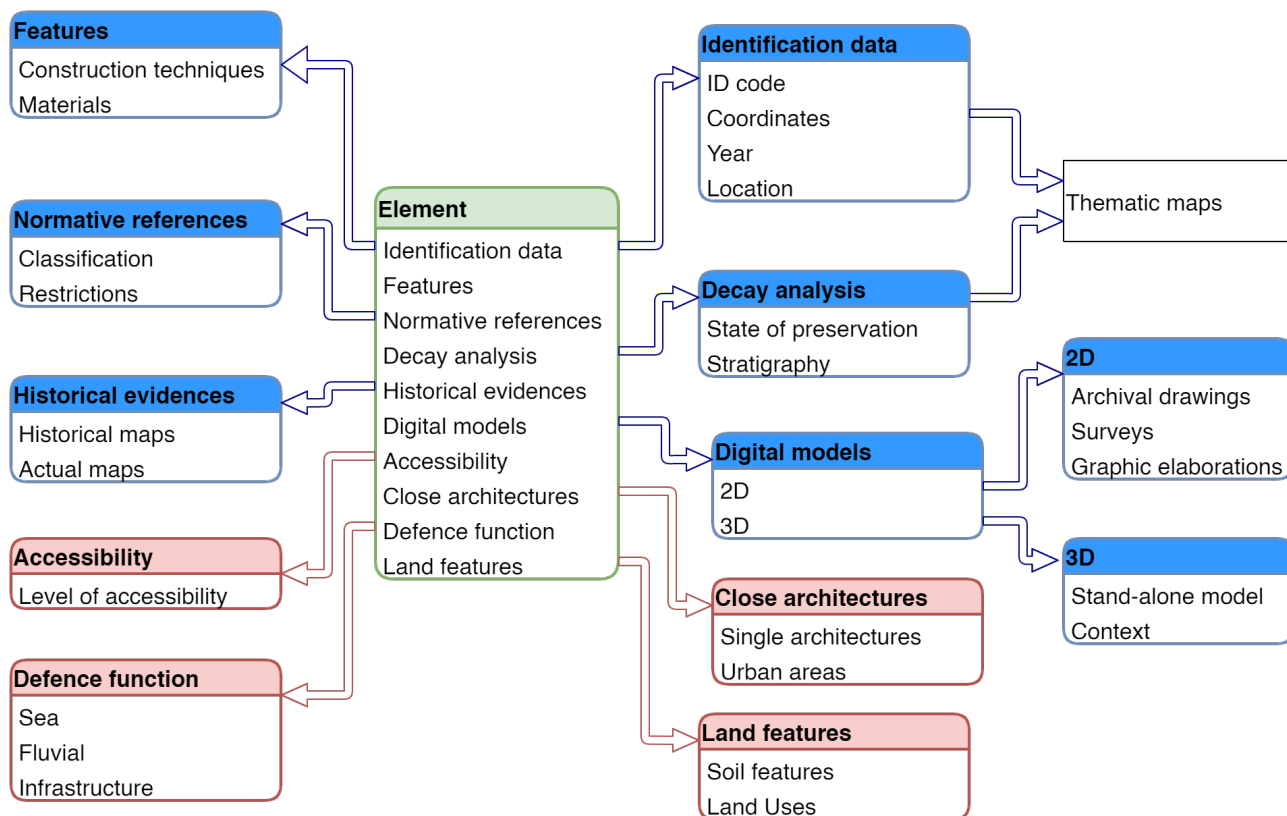 Features
Construction techniques
Materials
Normative references
Classification
Restrictions
Historical evidences
Historical maps
Actual maps
Accessibility
Level of accessibility
Defence function
Sea
Fluvial
Infrastructure
Element
Identification data
Features
Normative references
Decay analysis
Historical evidences
Digital models
Accessibility
Close architectures
Defence function
Land features
Identification data
ID code
Coordinates
Year
Location
Decay analysis
State of preservation
Stratigraphy
Digital models
2D
3D
Close architectures
Single architectures
Urban areas
Land features
Soil features
Land Uses
Thematic maps
2D
Archival drawings
Surveys
Graphic elaborations
3D
Stand-alone model
Context